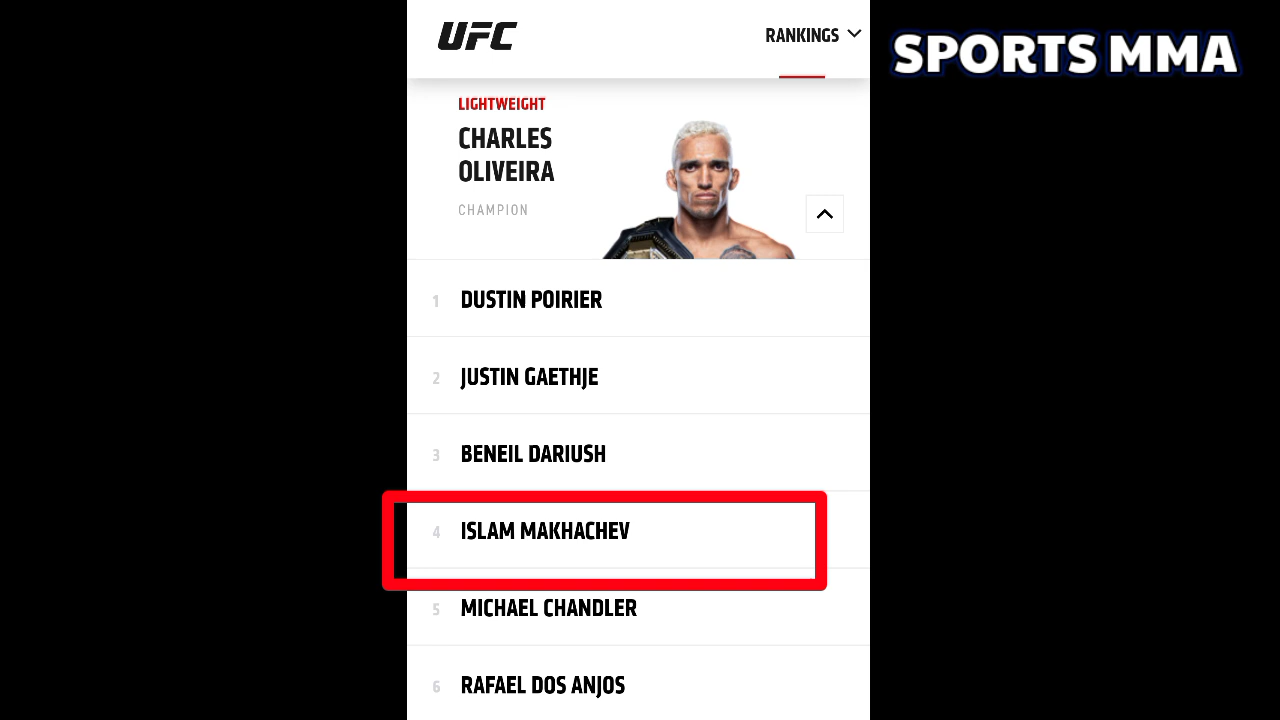 UFC
RANKINGS
SPORTS MMA
LIGHTWEIGHT
CHARLES
OLIVEIRA
CHAMPION
1 DUSTIN POIRIER
2 JUSTIN GAETHJE
3 BENEIL DARIUSH
4 ISLAM MAKHACHEV
5 MICHAEL CHANDLER
6 RAFAEL DOS ANJOS